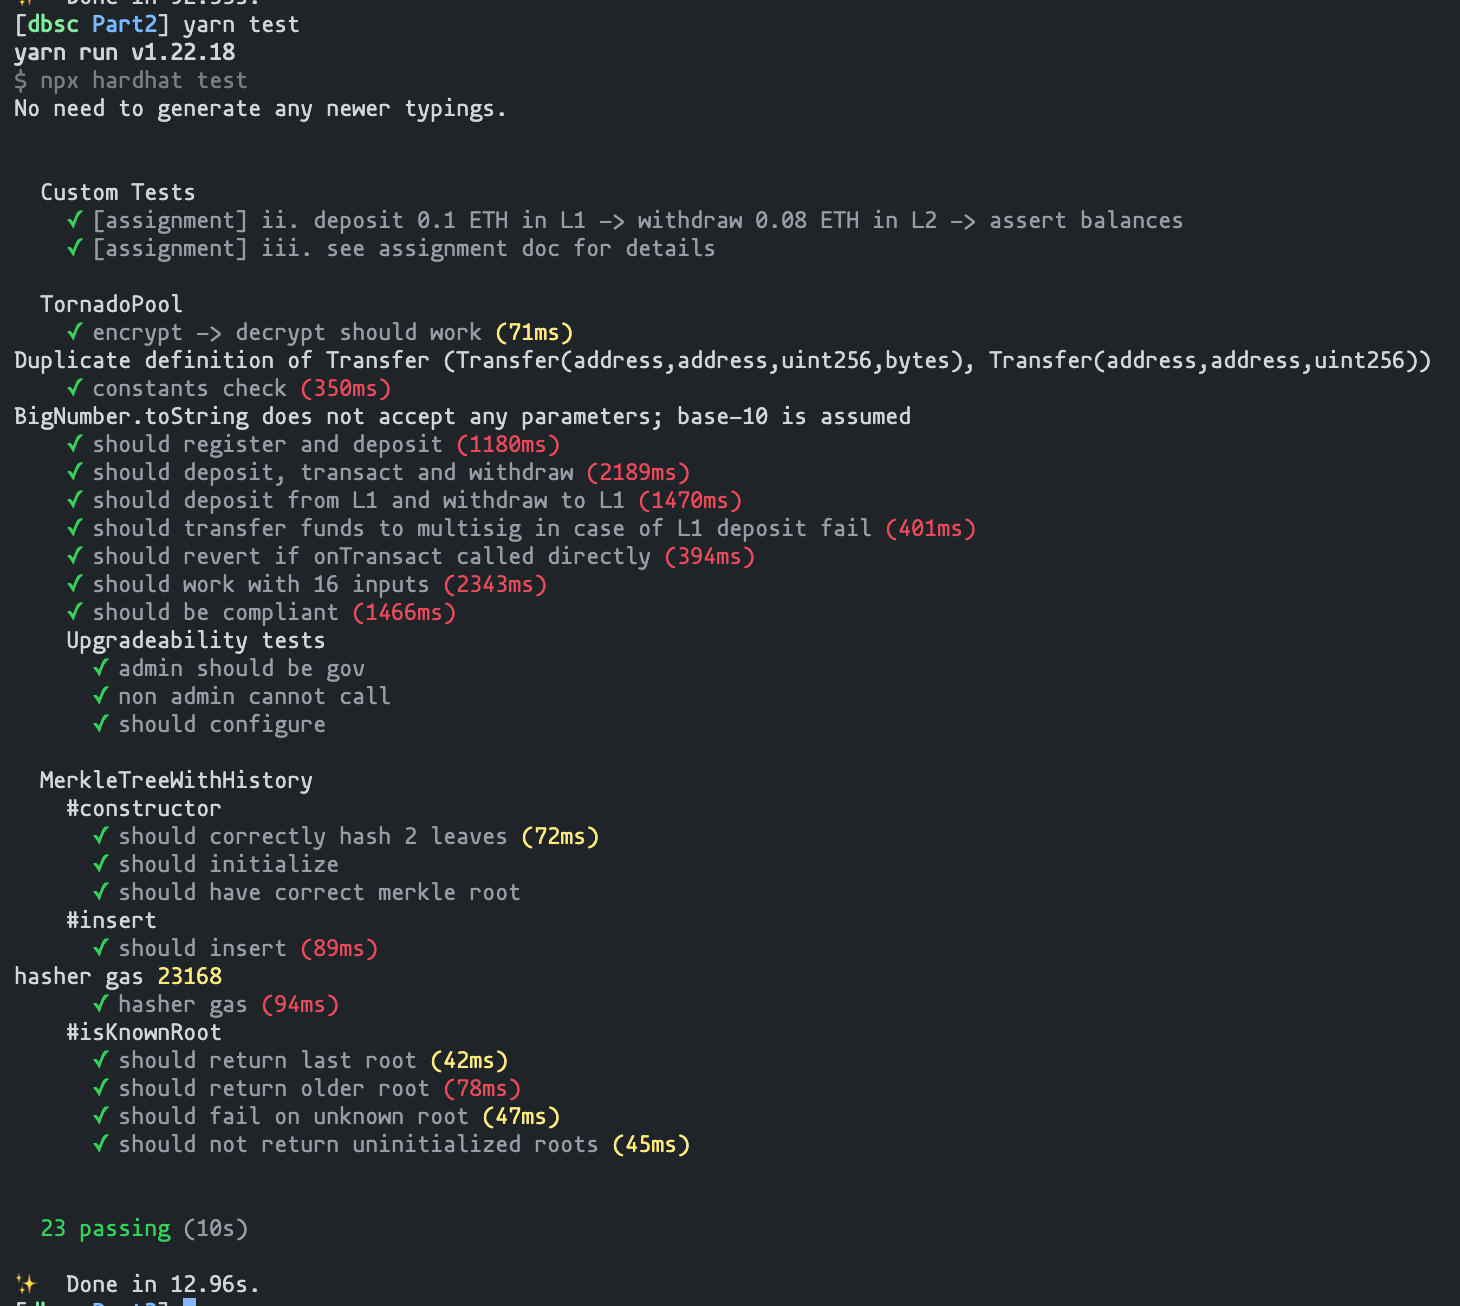 ✨  Done in 92.55s.
[dbsc Part2] yarn test
yarn run v1.22.18
$ npx hardhat test
No need to generate any newer typings.
Custom Tests
✓ [assignment] ii. deposit 0.1 ETH in L1 –> withdraw 0.08 ETH in L2 –> assert balances
✓ [assignment] iii. see assignment doc for details
TornadoPool
✓ encrypt –> decrypt should work (71ms)
Duplicate definition of Transfer (Transfer(address,address,uint256,bytes), Transfer(address,address,uint256))
✓ constants check (350ms)
BigNumber.toString does not accept any parameters; base–10 is assumed
✓ should register and deposit (1180ms)
✓ should deposit, transact and withdraw (2189ms)
✓ should deposit from L1 and withdraw to L1 (1470ms)
✓ should transfer funds to multisig in case of L1 deposit fail (401ms)
✓ should revert if onTransact called directly (394ms)
✓ should work with 16 inputs (2343ms)
✓ should be compliant (1466ms)
Upgradeability tests
✓ admin should be gov
✓ non admin cannot call
✓ should configure
MerkleTreeWithHistory
#constructor
✓ should correctly hash 2 leaves (72ms)
✓ should initialize
✓ should have correct merkle root
#insert
✓ should insert (89ms)
hasher gas 23168
✓ hasher gas (94ms)
#isKnownRoot
✓ should return last root (42ms)
✓ should return older root (78ms)
✓ should fail on unknown root (47ms)
✓ should not return uninitialized roots (45ms)
23 passing (10s)
✨  Done in 12.96s.
[dbsc Part2]